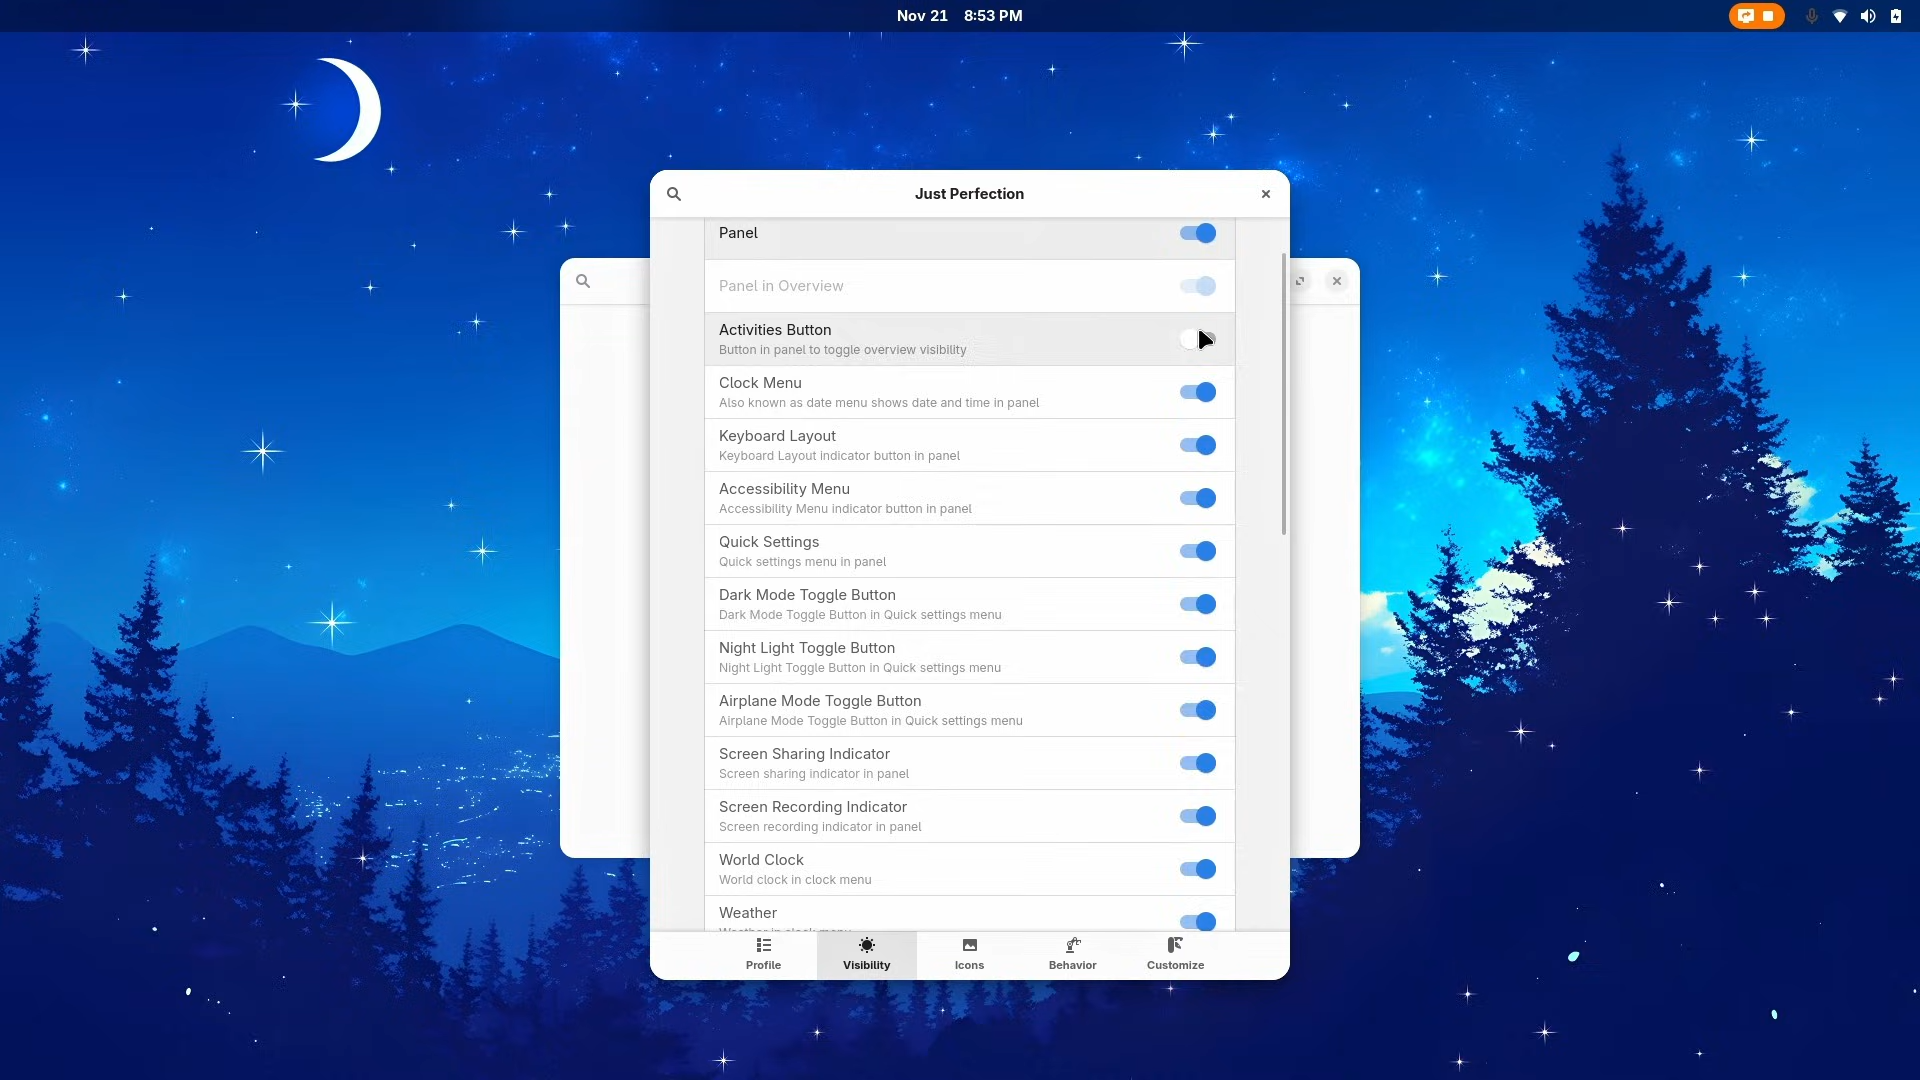 Nov 21 8:53 PM
Just Perfection
Panel
Panel in Overview
Activities Button
Button in panel to toggle overview visibility
Clock Menu
Also known as date menu shows date and time in panel
Keyboard Layout
Keyboard Layout indicator button in panel
Accessibility Menu
Accessibility Menu indicator button in panel
Quick Settings
Quick settings menu in panel
Dark Mode Toggle Button
Dark Mode Toggle Button in Quick settings menu
Night Light Toggle Button
Night Light Toggle Button in Quick settings menu
Airplane Mode Toggle Button
Airplane Mode Toggle Button in Quick settings menu
Screen Sharing Indicator
Screen sharing indicator in panel
Screen Recording Indicator
Screen recording indicator in panel
World Clock
World clock in clock menu
Weather
Weather in clock menu
Profile
Visibility
Icons
Behavior
Customize